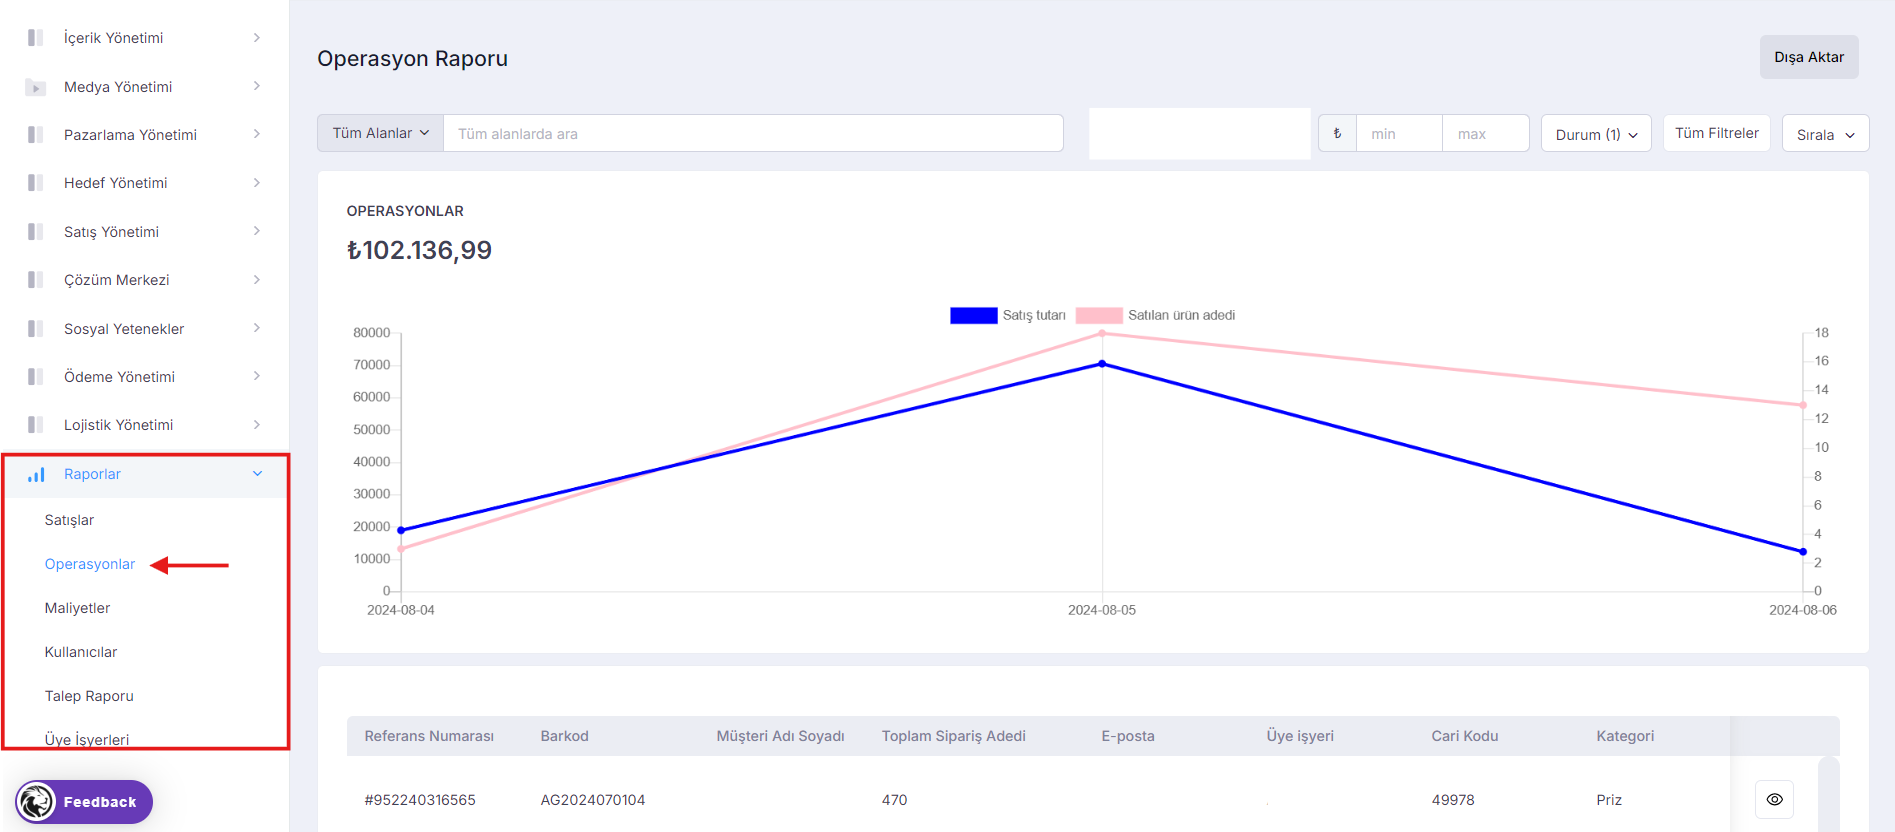 İçerik Yönetimi
Medya Yönetimi
Pazarlama Yönetimi
Hedef Yönetimi
Satış Yönetimi
Çözüm Merkezi
Sosyal Yetenekler
Ödeme Yönetimi
Lojistik Yönetimi
Raporlar
Satışlar
Operasyonlar
Maliyetler
Kullanıcılar
Talep Raporu
Üye İşyerleri
Feedback
Operasyon Raporu
Dışa Aktar
Tüm Alanlar Tüm alanlarda ara ₺ min max Durum (1) Tüm Filtreler Sırala
OPERASYONLAR
₺102.136,99
Satış tutarı Satılan ürün adedi
80000 18
70000 16
60000 14
50000 12
40000 10
30000 8
20000 6
10000 4
0 2
0
2024-08-04 2024-08-05 2024-08-06
Referans Numarası Barkod Müşteri Adı Soyadı Toplam Sipariş Adedi E-posta Üye işyeri Cari Kodu Kategori
#952240316565 AG2024070104 470 49978 Priz